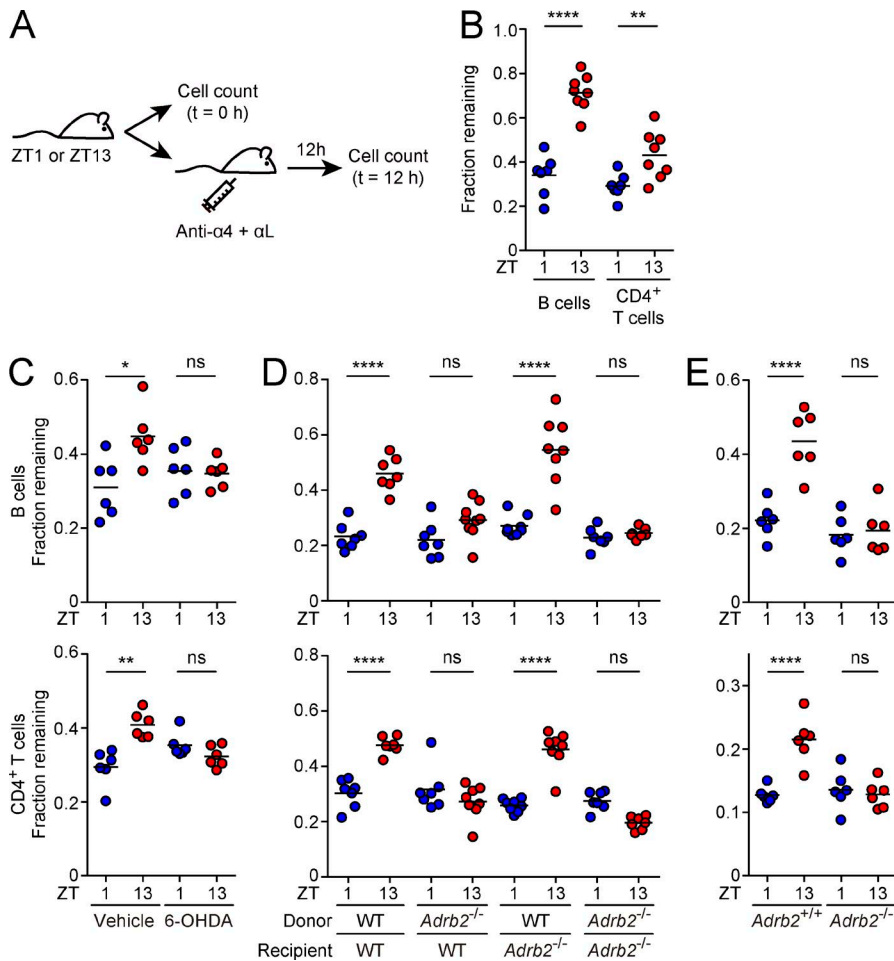 A
ZT1 or ZT13
Cell count
(t = 0 h)
Anti-α4 + αL
12h
Cell count
(t = 12 h)
B
**** **
Fraction remaining
1.0
0.8
0.6
0.4
0.2
0
ZT 1 13 1 13
B cells CD4+
T cells
C
* ns
B cells
Fraction remaining
0.6
0.4
0.2
0
ZT 1 13 1 13
D
**** ns **** ns
0.8
0.6
0.4
0.2
0
1 13 1 13 1 13 1 13
E
**** ns
0.6
0.4
0.2
0
1 13 1 13
** ns
CD4+ T cells
Fraction remaining
0.6
0.4
0.2
0
ZT 1 13 1 13
Vehicle 6-OHDA
**** ns **** ns
0.8
0.6
0.4
0.2
0
1 13 1 13 1 13 1 13
Donor WT Adrb2-/- WT Adrb2-/-
Recipient WT WT Adrb2-/- Adrb2-/-
**** ns
0.3
0.2
0.1
0
1 13 1 13
Adrb2+/+ Adrb2-/-